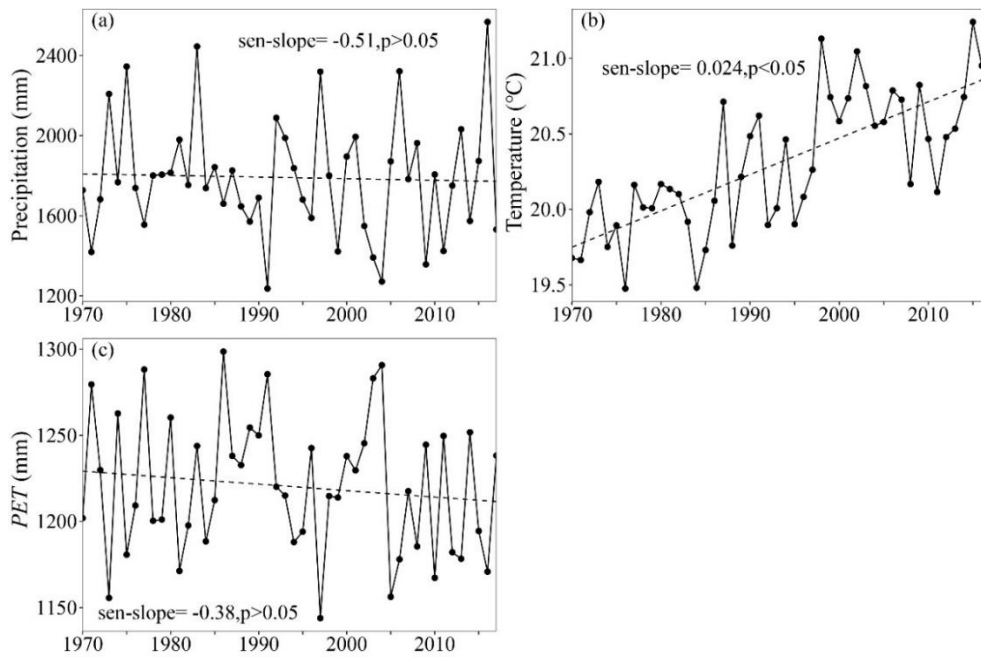 (a)
sen-slope= -0.51,p>0.05
Precipitation (mm)
2400
2000
1600
1200
1970 1980 1990 2000 2010
(b)
sen-slope= 0.024,p<0.05
Temperature (°C)
21.0
20.5
20.0
19.5
1970 1980 1990 2000 2010
(c)
PET (mm)
1300
1250
1200
1150
sen-slope= -0.38,p>0.05
1970 1980 1990 2000 2010